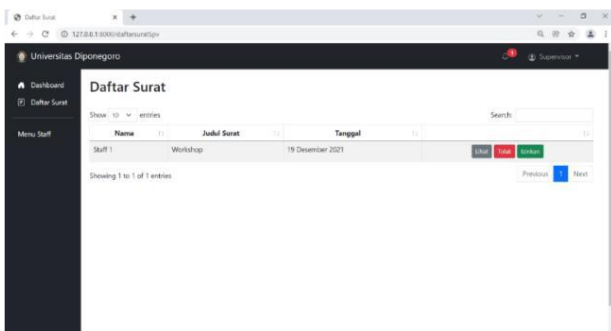 Daftar Surat
127.0.0.1:8000/daftarsuratSpv
Universitas Diponegoro
1
Supervisor
Dashboard
Daftar Surat
Menu Staff
Daftar Surat
Show 10 entries
Search:
Nama Judul Surat Tanggal
Staff 1 Workshop 19 Desember 2021 Lihat Tolak Izinkan
Showing 1 to 1 of 1 entries
Previous 1 Next